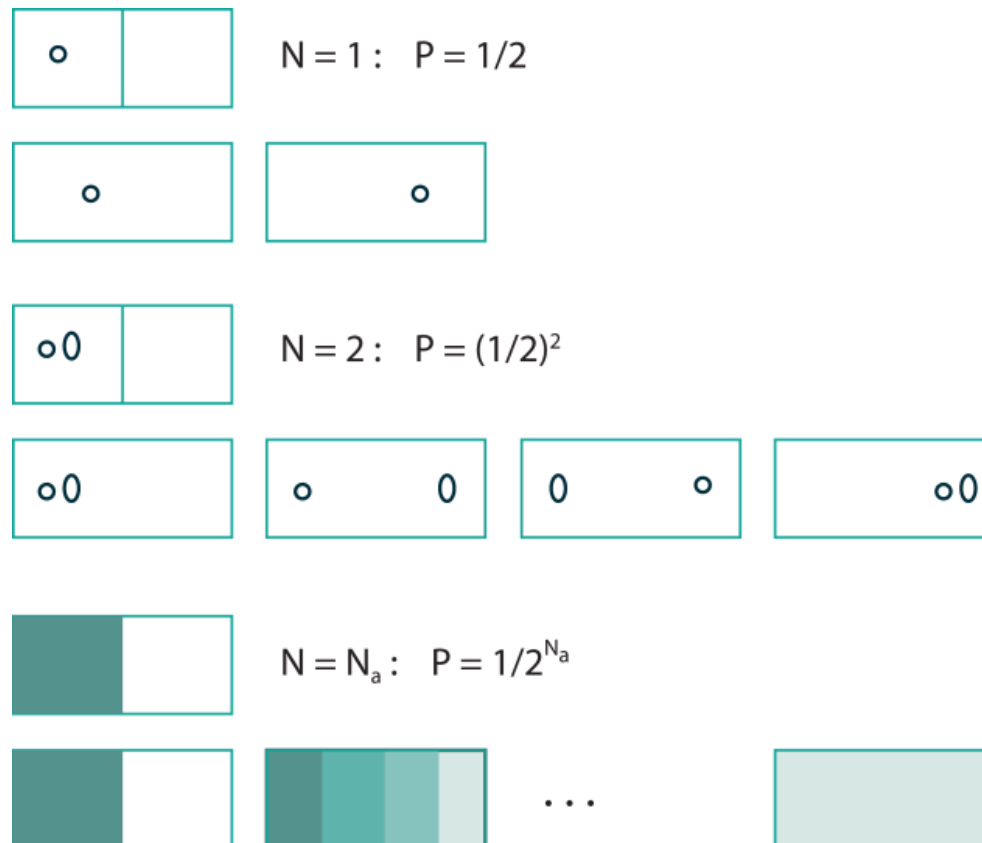 N = 1 : P = 1/2
N = 2 : P = (1/2)²
N = Nₐ : P = 1/2^Nₐ
. . .